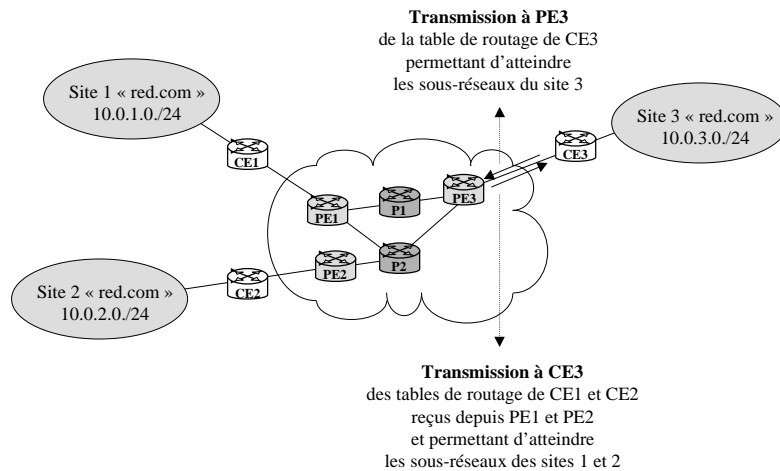 Transmission à PE3
de la table de routage de CE3
permettant d'atteindre
les sous-réseaux du site 3
Site 1 « red.com »
10.0.1.0./24
Site 3 « red.com »
10.0.3.0./24
CE1
CE3
PE1
P1
PE3
PE2
P2
Site 2 « red.com »
10.0.2.0./24
CE2
Transmission à CE3
des tables de routage de CE1 et CE2
reçus depuis PE1 et PE2
et permettant d'atteindre
les sous-réseaux des sites 1 et 2